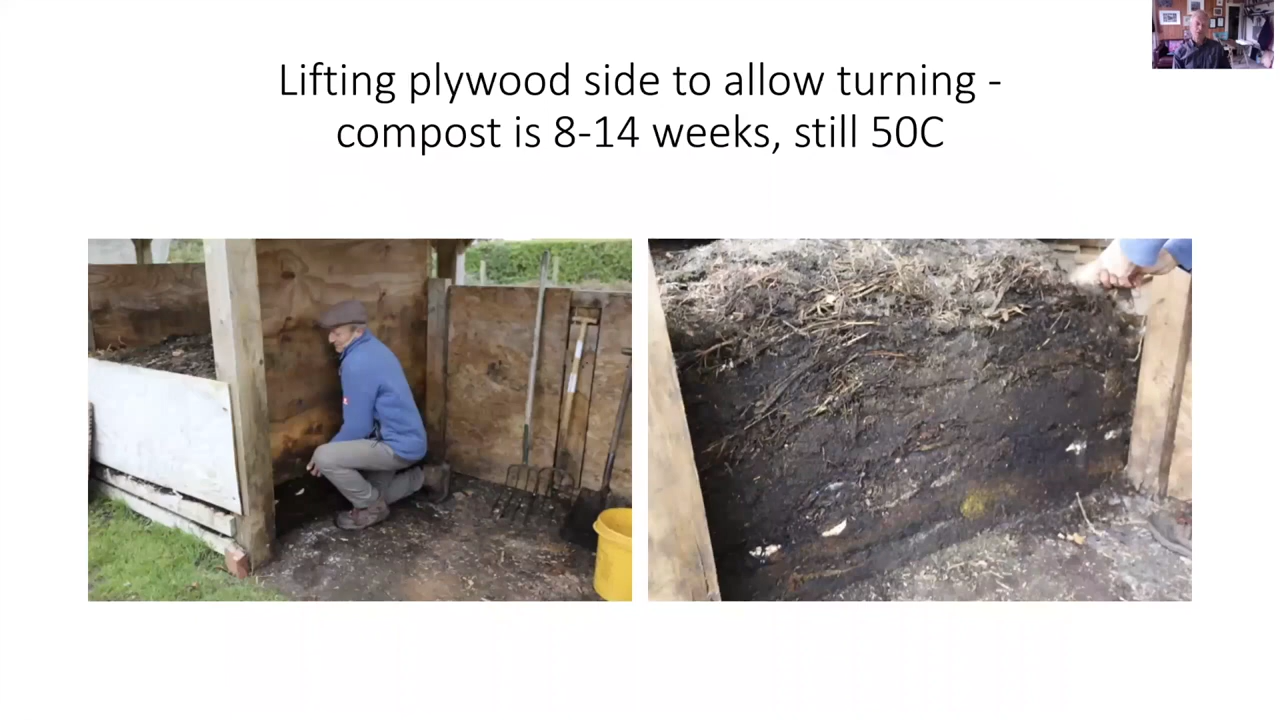 Lifting plywood side to allow turning -
compost is 8-14 weeks, still 50C